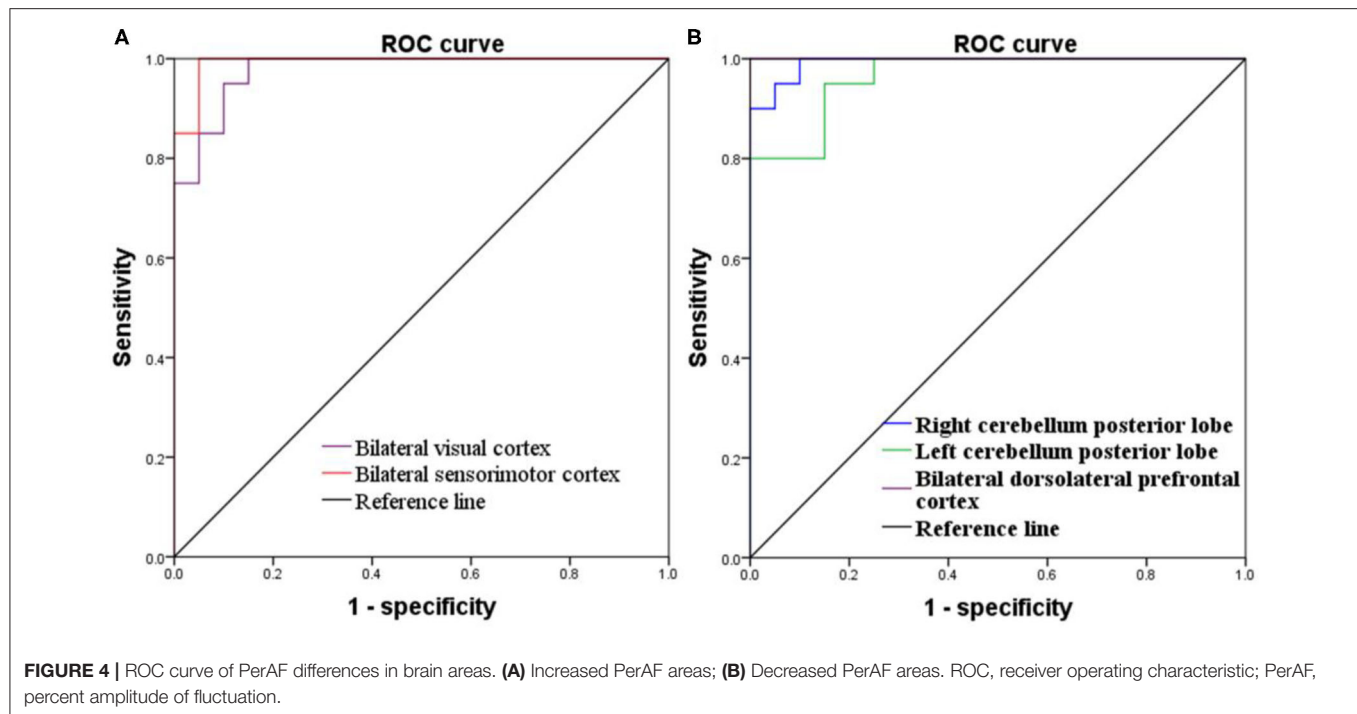 A
ROC curve
1.0
0.8
0.6
0.4
0.2
0.0
Sensitivity
Bilateral visual cortex
Bilateral sensorimotor cortex
Reference line
0.0 0.2 0.4 0.6 0.8 1.0
1 - specificity
B
ROC curve
1.0
0.8
0.6
0.4
0.2
0.0
Sensitivity
Right cerebellum posterior lobe
Left cerebellum posterior lobe
Bilateral dorsolateral prefrontal
cortex
Reference line
0.0 0.2 0.4 0.6 0.8 1.0
1 - specificity
FIGURE 4 | ROC curve of PerAF differences in brain areas. (A) Increased PerAF areas; (B) Decreased PerAF areas. ROC, receiver operating characteristic; PerAF,
percent amplitude of fluctuation.